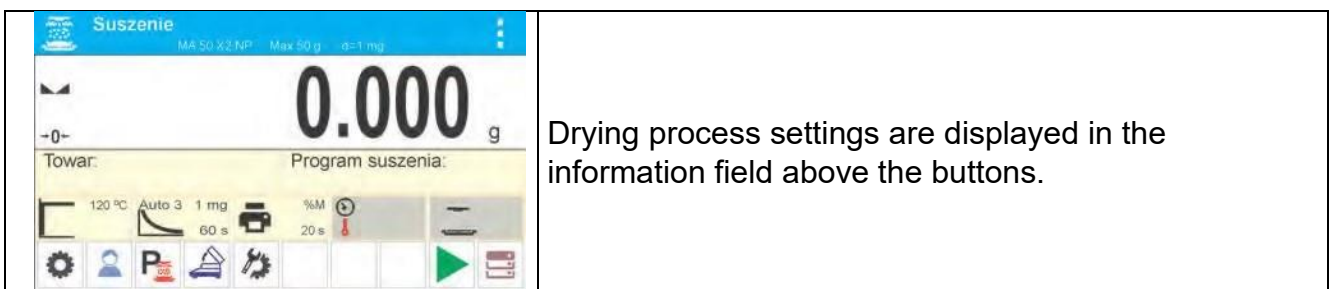 Suszenie
MA 50 X2.NP Max 50 g d=1 mg
0.000 g
→0←
Towar: Program suszenia:
120 ºC Auto 3 1 mg %M
60 s 20 s
P
Drying process settings are displayed in the
information field above the buttons.